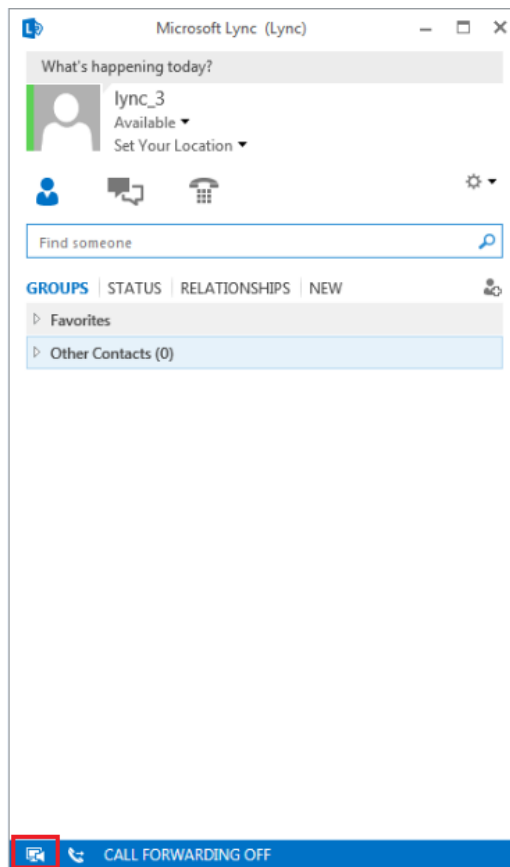 Microsoft Lync (Lync)
What's happening today?
lync_3
Available
Set Your Location
Find someone
GROUPS STATUS RELATIONSHIPS NEW
Favorites
Other Contacts (0)
CALL FORWARDING OFF